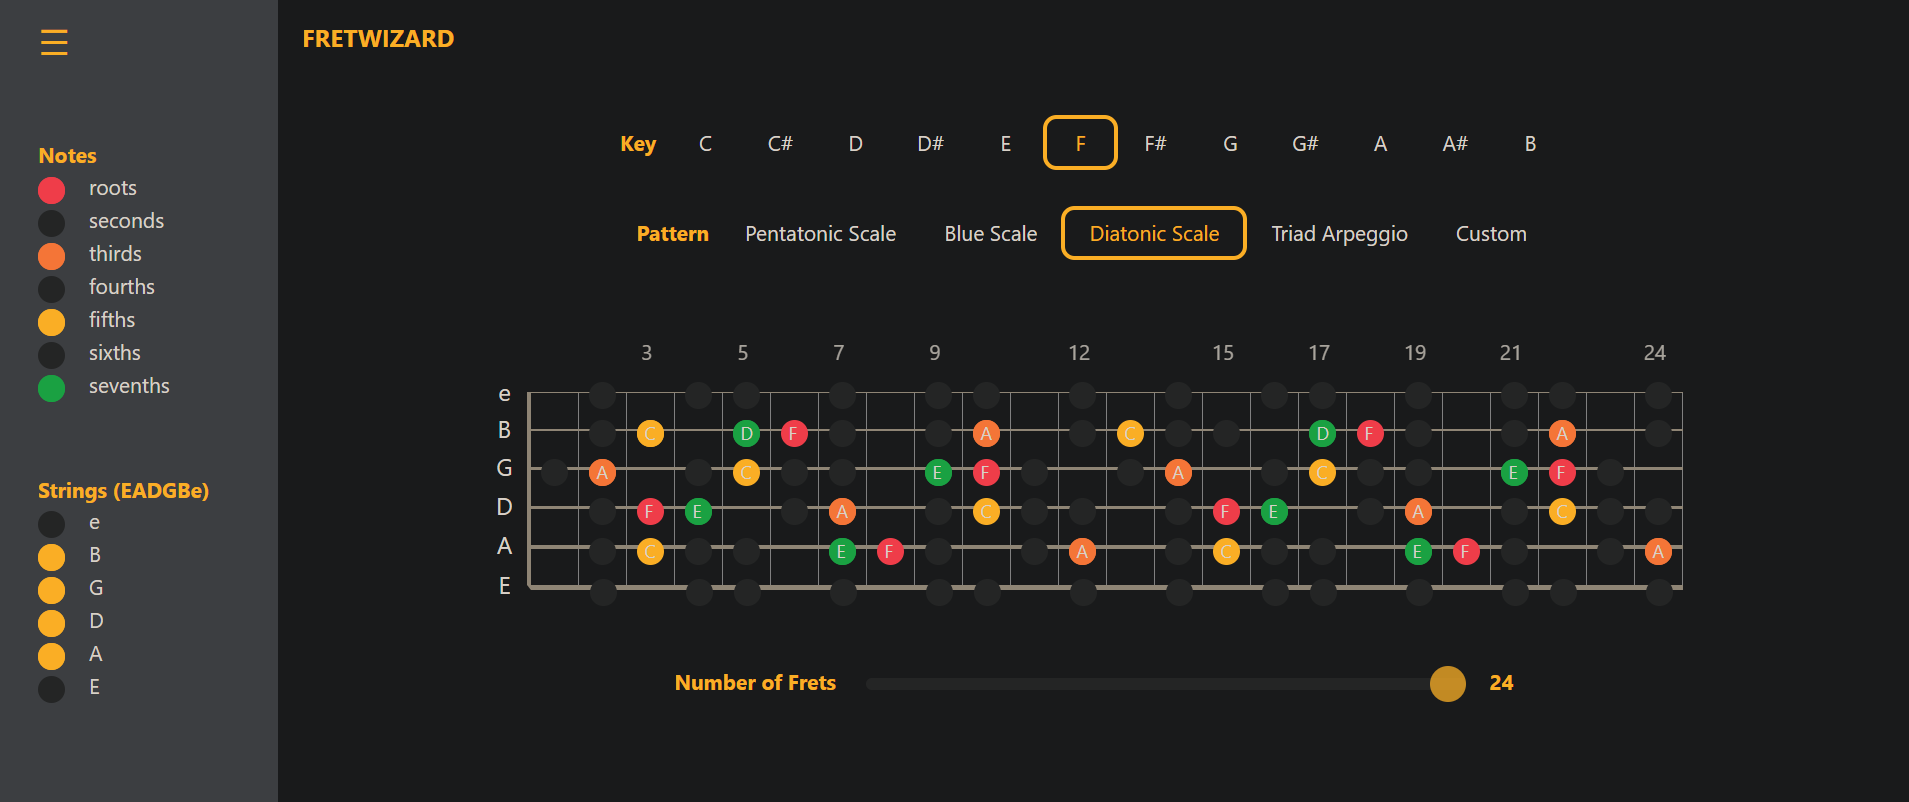 ☰ FRETWIZARD
Key C C# D D# E F F# G G# A A# B
Notes
roots
seconds
thirds
fourths
fifths
sixths
sevenths
Pattern Pentatonic Scale Blue Scale Diatonic Scale Triad Arpeggio Custom
3 5 7 9 12 15 17 19 21 24
e
B C D F A C D F A
G A C E F A C E F
D F E A C F E A C
A C E F A C E F A
E
Strings (EADGBe)
e
B
G
D
A
E
Number of Frets 24